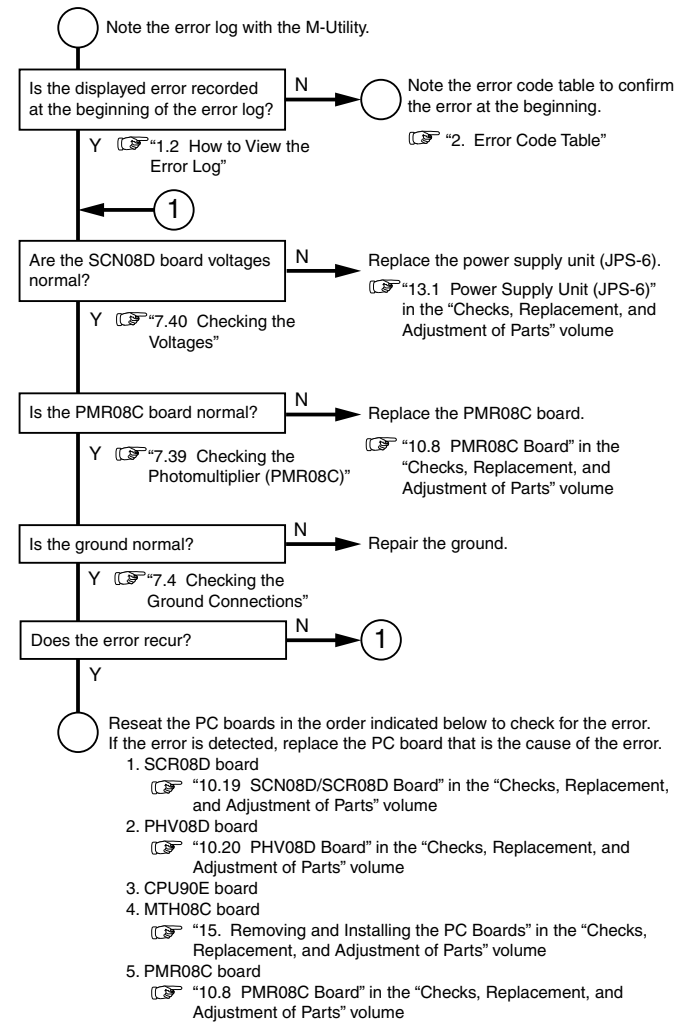 Note the error log with the M-Utility.
Is the displayed error recorded
at the beginning of the error log?
N
Note the error code table to confirm
the error at the beginning.
“2. Error Code Table”
Y
“1.2 How to View the
Error Log”
1
Are the SCN08D board voltages
normal?
N
Replace the power supply unit (JPS-6).
“13.1 Power Supply Unit (JPS-6)”
in the “Checks, Replacement, and
Adjustment of Parts” volume
Y
“7.40 Checking the
Voltages”
Is the PMR08C board normal?
N
Replace the PMR08C board.
“10.8 PMR08C Board” in the
“Checks, Replacement, and
Adjustment of Parts” volume
Y
“7.39 Checking the
Photomultiplier (PMR08C)”
Is the ground normal?
N
Repair the ground.
Y
“7.4 Checking the
Ground Connections”
Does the error recur?
N
1
Y
Reseat the PC boards in the order indicated below to check for the error.
If the error is detected, replace the PC board that is the cause of the error.
1. SCR08D board
“10.19 SCN08D/SCR08D Board” in the “Checks, Replacement,
and Adjustment of Parts” volume
2. PHV08D board
“10.20 PHV08D Board” in the “Checks, Replacement, and
Adjustment of Parts” volume
3. CPU90E board
4. MTH08C board
“15. Removing and Installing the PC Boards” in the “Checks,
Replacement, and Adjustment of Parts” volume
5. PMR08C board
“10.8 PMR08C Board” in the “Checks, Replacement, and
Adjustment of Parts” volume